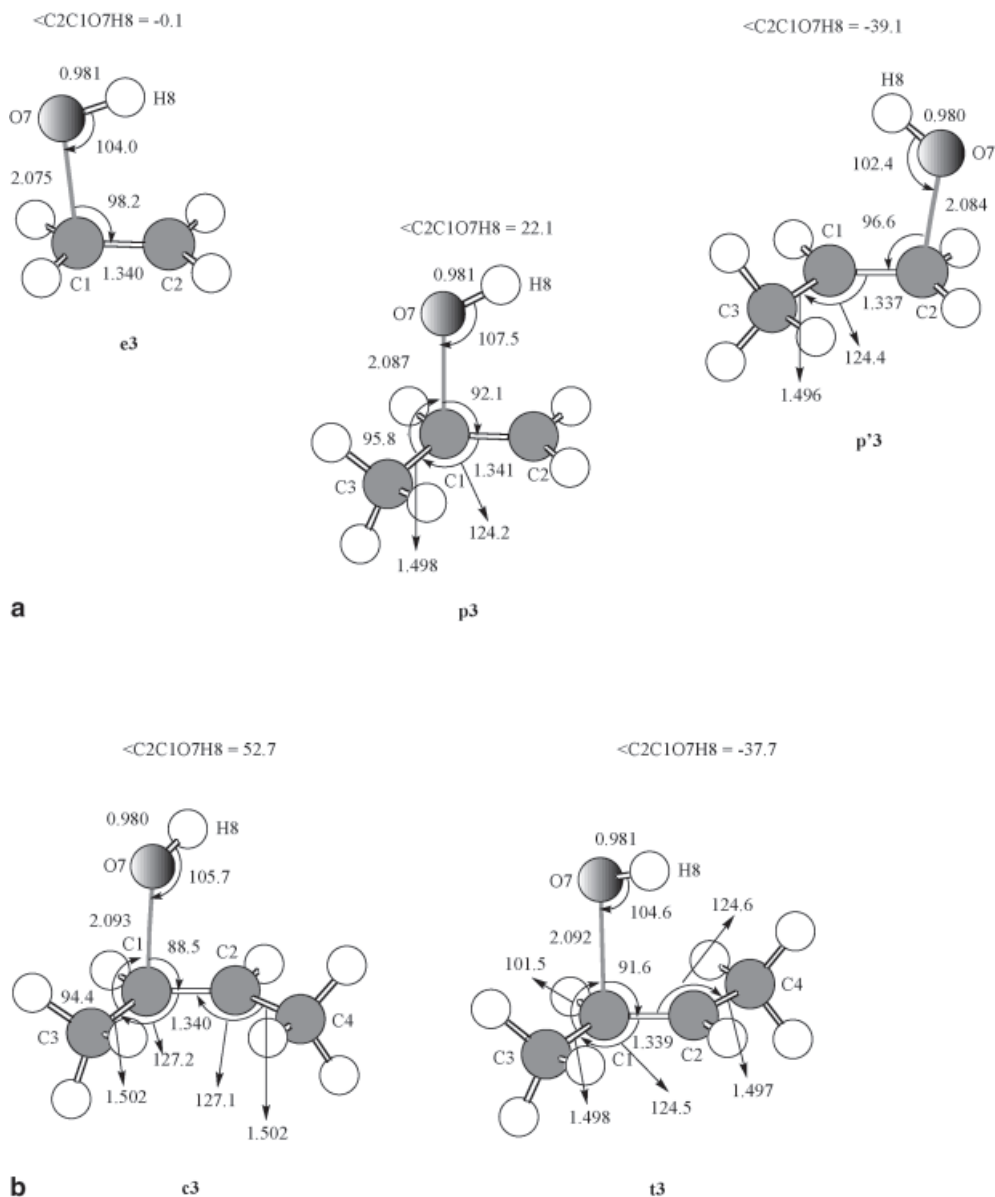 <C2C1O7H8 = -0.1
0.981
H8
O7
104.0
2.075
98.2
1.340
C1
C2
e3
<C2C1O7H8 = 22.1
0.981
H8
O7
107.5
2.087
92.1
95.8
1.341
C3
C1
C2
124.2
1.498
p3
<C2C1O7H8 = -39.1
H8
0.980
O7
102.4
2.084
96.6
C1
1.337
C3
C2
124.4
1.496
p'3
a
<C2C1O7H8 = 52.7
0.980
H8
O7
105.7
2.093
C1
88.5
C2
94.4
1.340
C3
C4
127.2
1.502
127.1
1.502
c3
<C2C1O7H8 = -37.7
0.981
O7
H8
104.6
124.6
2.092
101.5
91.6
C4
1.339
C3
C1
C2
1.497
1.498
124.5
t3
b